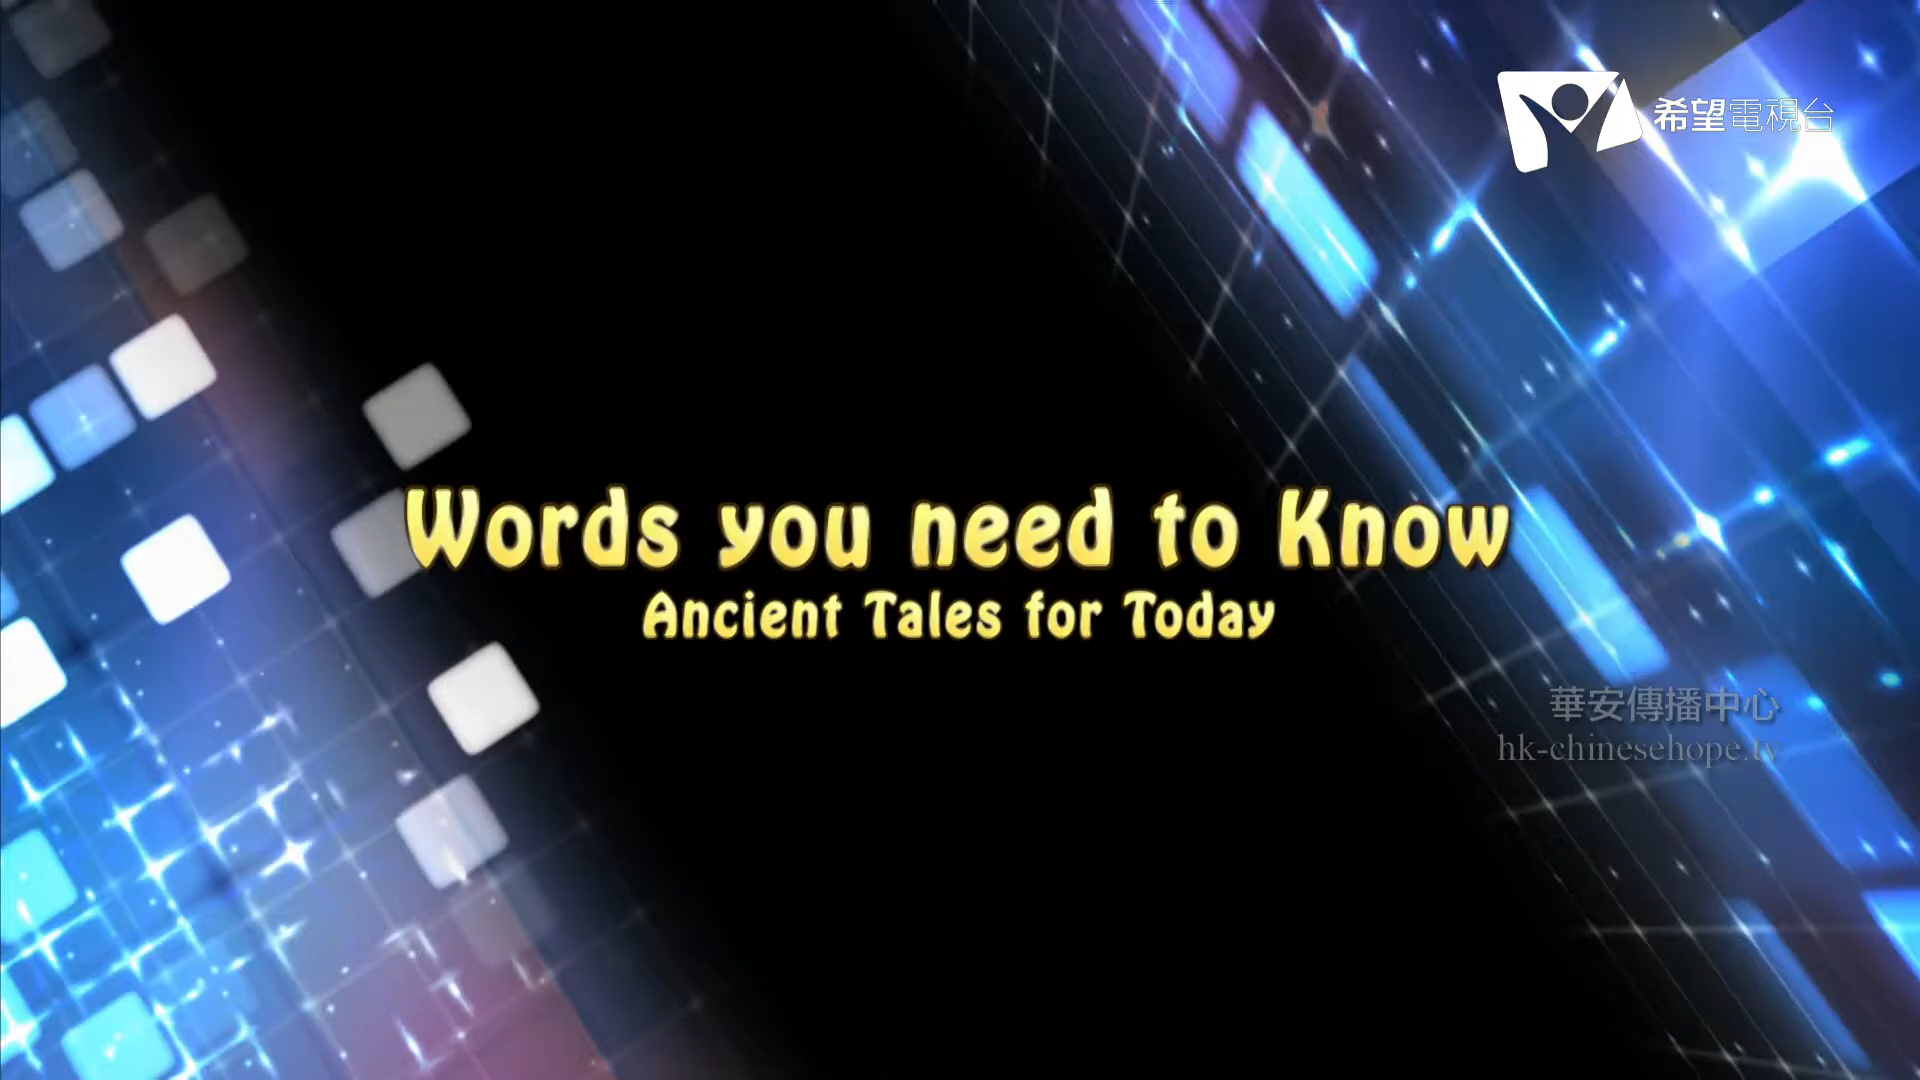 希望電視台
Words you need to Know
Ancient Tales for Today
華安傳播中心
hk-chinesehope.tv